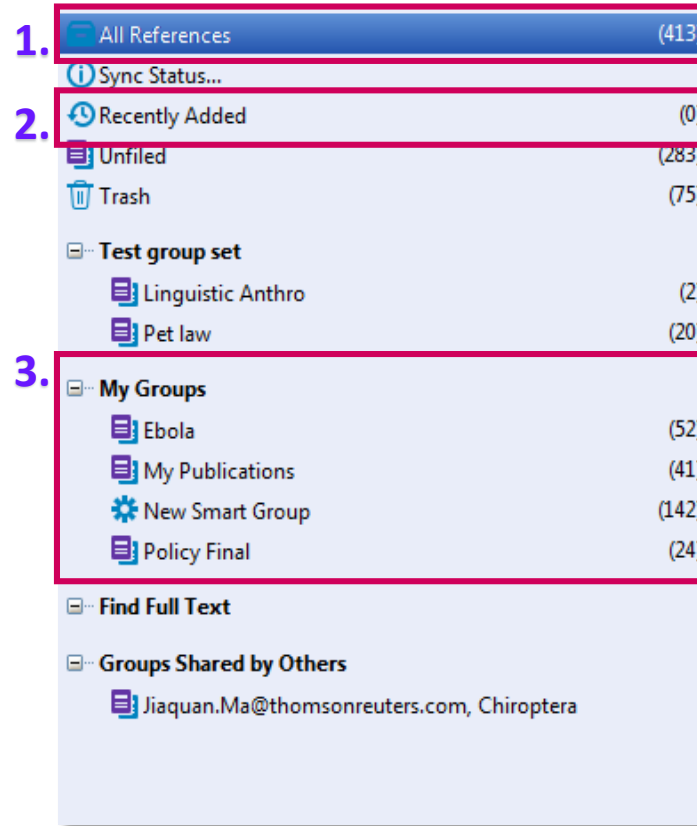 1. All References (413)
Sync Status...
2. Recently Added (0)
Unfiled (283)
Trash (75)
Test group set
Linguistic Anthro (2)
Pet law (20)
3. My Groups
Ebola (52)
My Publications (41)
New Smart Group (142)
Policy Final (24)
Find Full Text
Groups Shared by Others
Jiaquan.Ma@thomsonreuters.com, Chiroptera